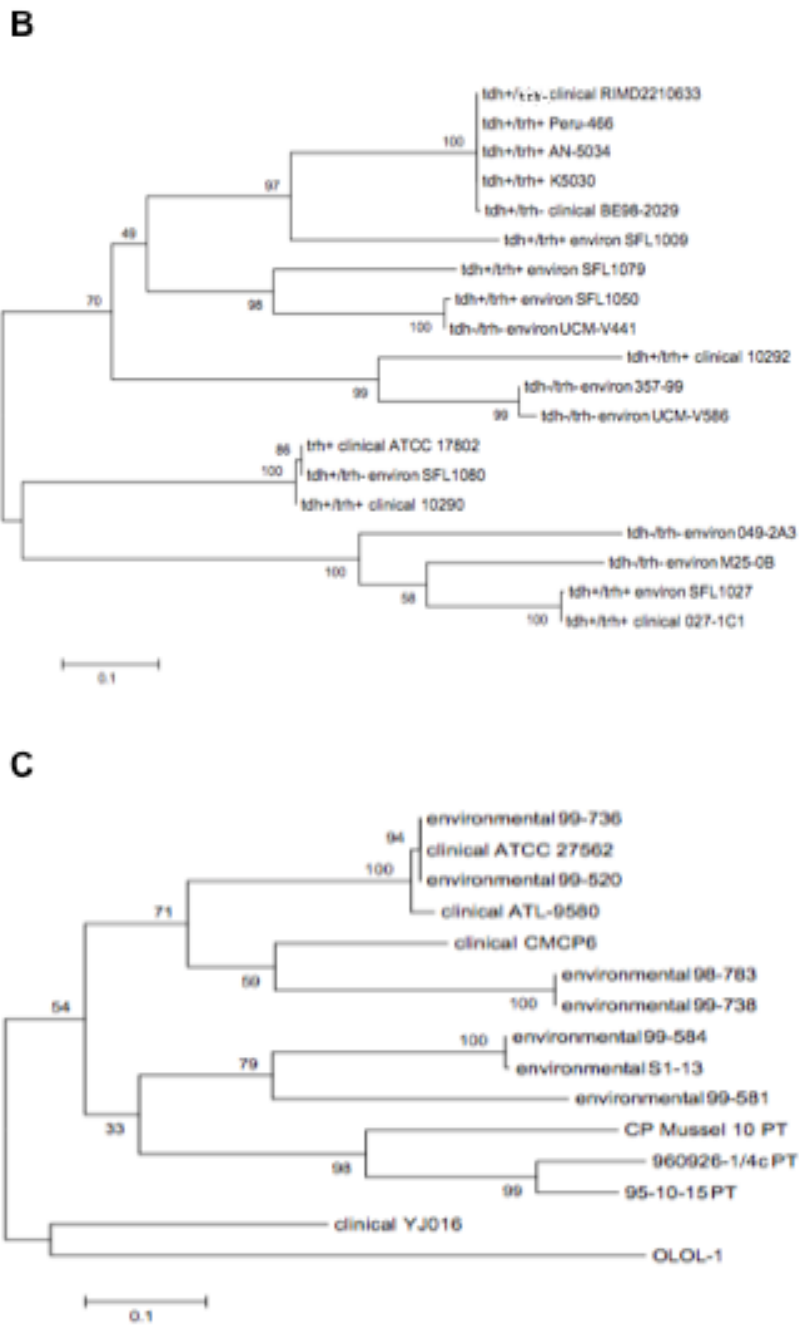 B
tdh+/trh- clinical RIMD2210633
tdh+/trh+ Peru-466
100
tdh+/trh+ AN-5034
tdh+/trh+ K5030
97
tdh+/trh- clinical BE98-2029
49
tdh+/trh+ environ SFL1009
tdh+/trh+ environ SFL1079
70
98
tdh+/trh+ environ SFL1050
100
tdh-/trh- environ UCM-V441
tdh+/trh+ clinical 10292
99
tdh-/trh- environ 357-99
99
tdh-/trh- environ UCM-V586
86
trh+ clinical ATCC 17802
100
tdh+/trh- environ SFL1080
tdh+/trh+ clinical 10290
tdh-/trh- environ 049-2A3
100
tdh-/trh- environ M25-0B
58
tdh+/trh+ environ SFL1027
100
tdh+/trh+ clinical 027-1C1
0.1
C
environmental 99-736
94
clinical ATCC 27562
100
environmental 99-520
71
clinical ATL-9580
clinical CMCP6
59
environmental 98-783
54
100
environmental 99-738
100
environmental 99-584
79
environmental S1-13
environmental 99-581
33
CP Mussel 10 PT
98
960926-1/4c PT
99
95-10-15 PT
clinical YJ016
OLOL-1
0.1